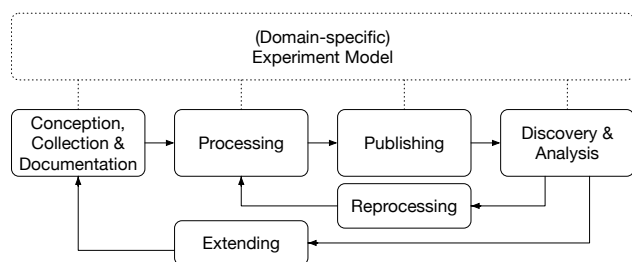 (Domain-specific)
Experiment Model
Conception,
Collection &
Documentation
Processing
Publishing
Discovery &
Analysis
Reprocessing
Extending